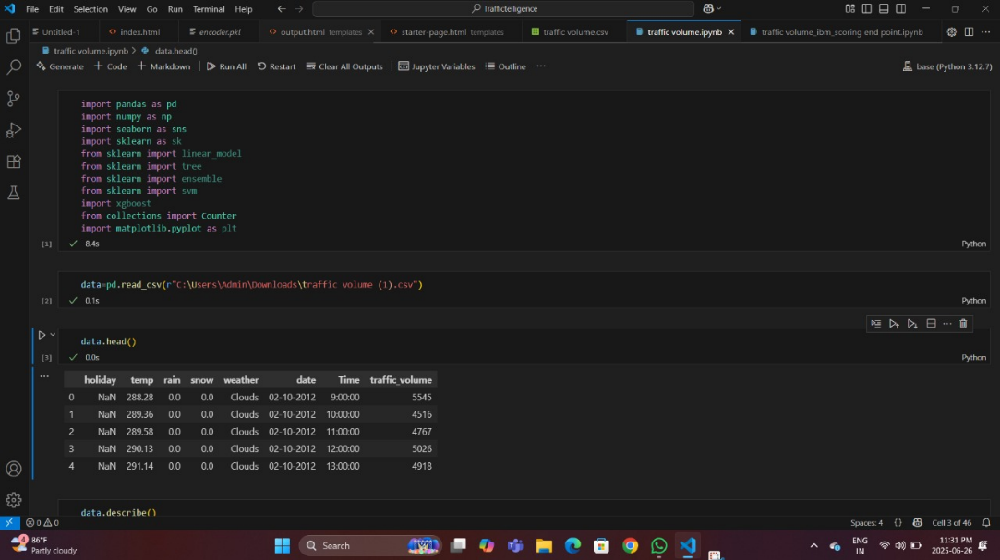 File Edit Selection View Go Run Terminal Help Traffictelligence
Untitled-1 index.html encoder.pkl output.html templates starter-page.html templates traffic volume.csv traffic volume.ipynb traffic volume_ibm_scoring end point.ipynb
traffic volume.ipynb > data.head()
Generate + Code + Markdown Run All Restart Clear All Outputs Jupyter Variables Outline ... base (Python 3.12.7)
import pandas as pd
import numpy as np
import seaborn as sns
import sklearn as sk
from sklearn import linear_model
from sklearn import tree
from sklearn import ensemble
from sklearn import svm
import xgboost
from collections import Counter
import matplotlib.pyplot as plt
[1] 8.4s Python
data=pd.read_csv(r"C:\Users\Admin\Downloads\traffic volume (1).csv")
[2] 0.1s Python
data.head()
[3] 0.0s Python
holiday temp rain snow weather date Time traffic_volume
0 NaN 288.28 0.0 0.0 Clouds 02-10-2012 9:00:00 5545
1 NaN 289.36 0.0 0.0 Clouds 02-10-2012 10:00:00 4516
2 NaN 289.58 0.0 0.0 Clouds 02-10-2012 11:00:00 4767
3 NaN 290.13 0.0 0.0 Clouds 02-10-2012 12:00:00 5026
4 NaN 291.14 0.0 0.0 Clouds 02-10-2012 13:00:00 4918
data.describe()
0 0 Spaces: 4 {} Cell 3 of 46
4 86°F
Partly cloudy
Search
ENG
IN
11:31 PM
2025-06-26